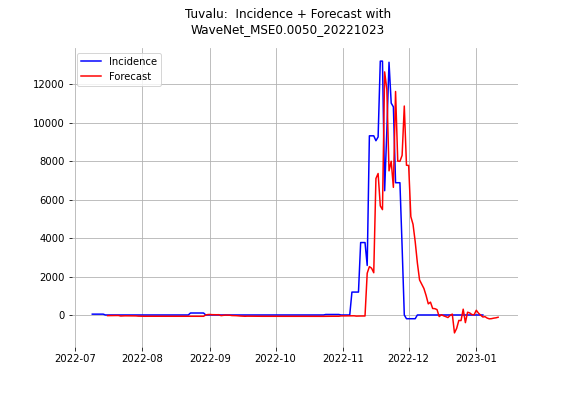 Tuvalu:  Incidence + Forecast with
WaveNet_MSE0.0050_20221023
Incidence
Forecast
12000
10000
8000
6000
4000
2000
0
2022-07 2022-08 2022-09 2022-10 2022-11 2022-12 2023-01